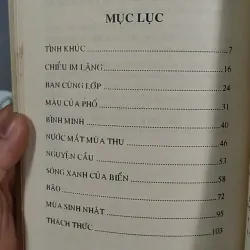 MỤC LỤC
TÌNH KHÚC 7
CHIỀU IM LẶNG 16
BẠN CÙNG LỚP 24
MÀU CỦA PHỐ 31
BÌNH MINH 40
NƯỚC MẮT MÙA THU 46
NGUYỆN CẦU 53
SÓNG XANH CỦA BIỂN 58
BÃO 72
MÙA SINH NHẬT 95
THÁCH THỨC 103